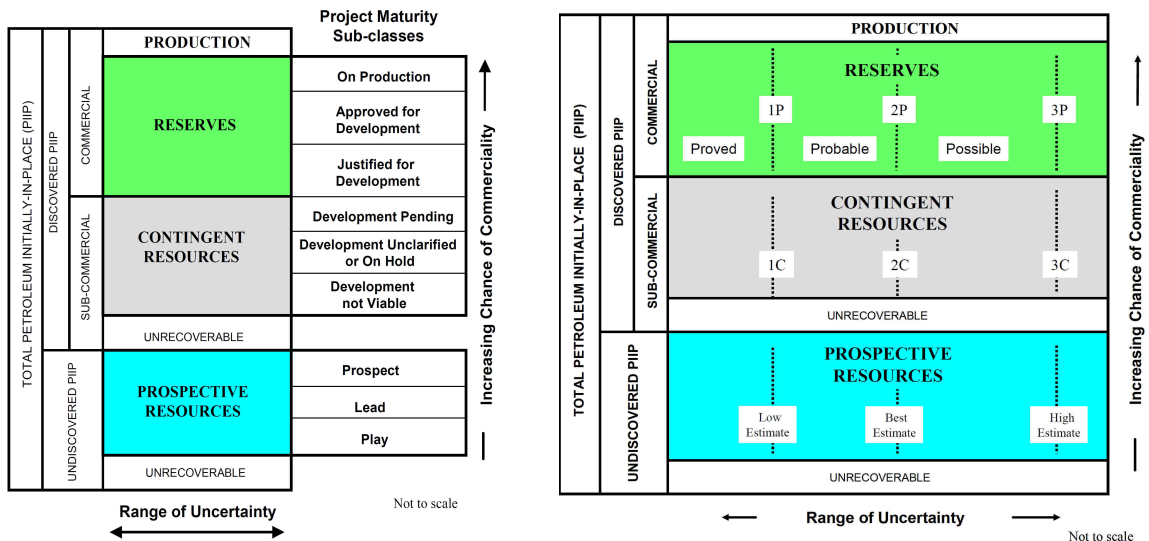 Project Maturity
Sub-classes
TOTAL PETROLEUM INITIALLY-IN-PLACE (PIIP)
DISCOVERED PIIP
COMMERCIAL
PRODUCTION
RESERVES
On Production
Approved for
Development
Justified for
Development
SUB-COMMERCIAL
CONTINGENT
RESOURCES
Development Pending
Development Unclarified
or On Hold
Development
not Viable
UNRECOVERABLE
UNDISCOVERED PIIP
PROSPECTIVE
RESOURCES
Prospect
Lead
Play
UNRECOVERABLE
Increasing Chance of Commerciality
Range of Uncertainty
Not to scale
TOTAL PETROLEUM INITIALLY-IN-PLACE (PIIP)
DISCOVERED PIIP
COMMERCIAL
PRODUCTION
RESERVES
1P
2P
3P
Proved
Probable
Possible
SUB-COMMERCIAL
CONTINGENT
RESOURCES
1C
2C
3C
UNRECOVERABLE
UNDISCOVERED PIIP
PROSPECTIVE
RESOURCES
Low
Estimate
Best
Estimate
High
Estimate
UNRECOVERABLE
Increasing Chance of Commerciality
Range of Uncertainty
Not to scale